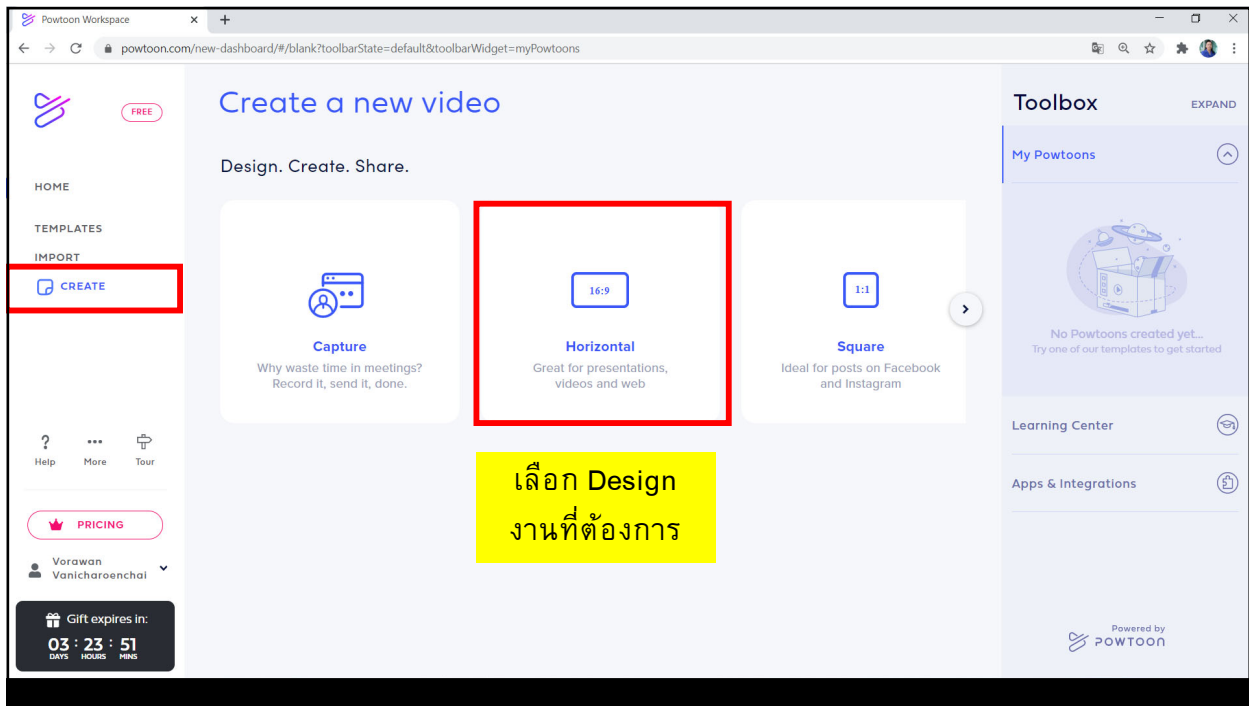 Powtoon Workspace
powtoon.com/new-dashboard/#/blank?toolbarState=default&toolbarWidget=myPowtoons
FREE
HOME
TEMPLATES
IMPORT
CREATE
?
Help
More
Tour
PRICING
Vorawan
Vanicharoenchai
Gift expires in:
03 : 23 : 51
DAYS HOURS MINS
Create a new video
Design. Create. Share.
Capture
Why waste time in meetings?
Record it, send it, done.
16:9
Horizontal
Great for presentations,
videos and web
1:1
Square
Ideal for posts on Facebook
and Instagram
เลือก Design
งานที่ต้องการ
Toolbox EXPAND
My Powtoons
No Powtoons created yet...
Try one of our templates to get started
Learning Center
Apps & Integrations
Powered by
POWTOON